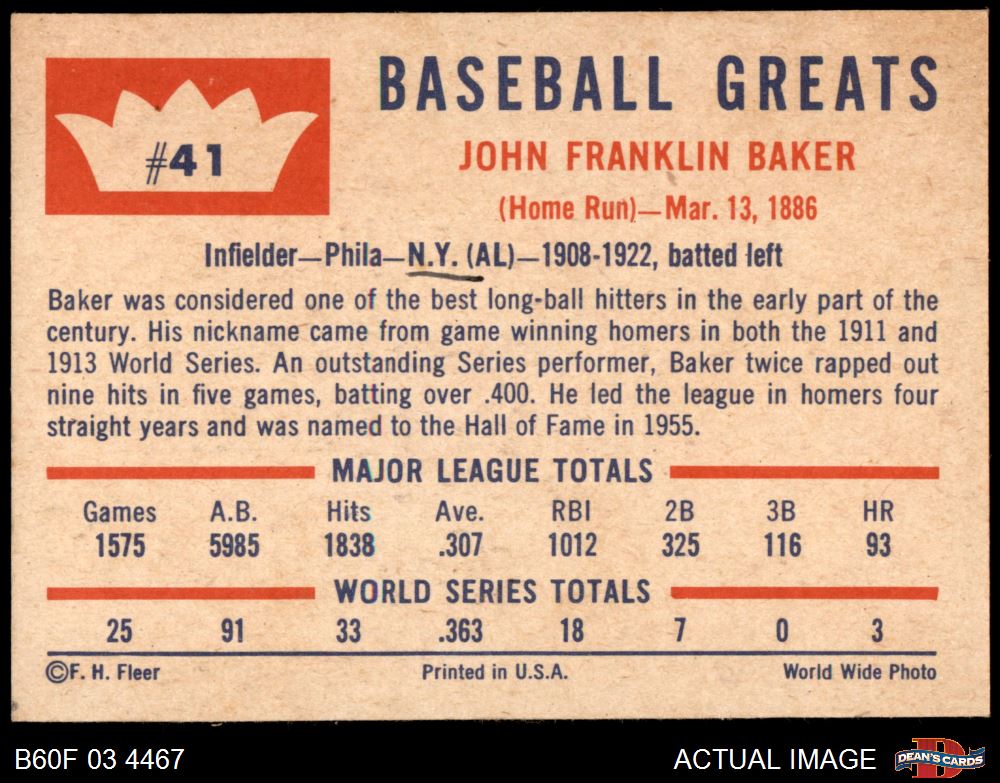 #41
BASEBALL GREATS
JOHN FRANKLIN BAKER
(Home Run)—Mar. 13, 1886
Infielder—Phila—N.Y. (AL)—1908-1922, batted left
Baker was considered one of the best long-ball hitters in the early part of the
century. His nickname came from game winning homers in both the 1911 and
1913 World Series. An outstanding Series performer, Baker twice rapped out
nine hits in five games, batting over .400. He led the league in homers four
straight years and was named to the Hall of Fame in 1955.
MAJOR LEAGUE TOTALS
Games A.B. Hits Ave. RBI 2B 3B HR
1575 5985 1838 .307 1012 325 116 93
WORLD SERIES TOTALS
25 91 33 .363 18 7 0 3
©F. H. Fleer Printed in U.S.A. World Wide Photo
B60F 03 4467 ACTUAL IMAGE D DEAN'S CARDS